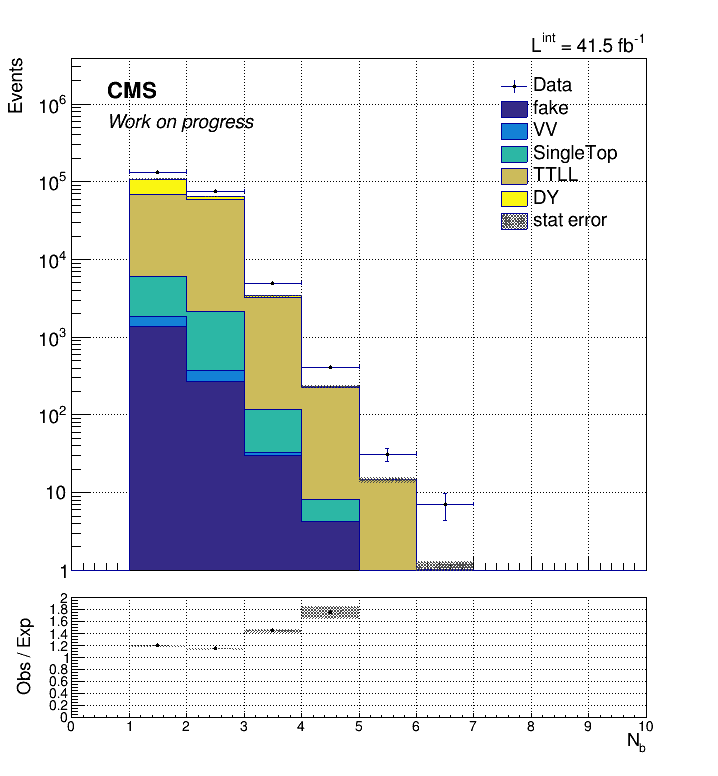 L^int = 41.5 fb^-1
Events
CMS
Work on progress
Data
fake
VV
SingleTop
TTLL
DY
stat error
10^6
10^5
10^4
10^3
10^2
10
1
Obs / Exp
2
1.8
1.6
1.4
1.2
1
0.8
0.6
0.4
0.2
0
0 1 2 3 4 5 6 7 8 9 10
N_b